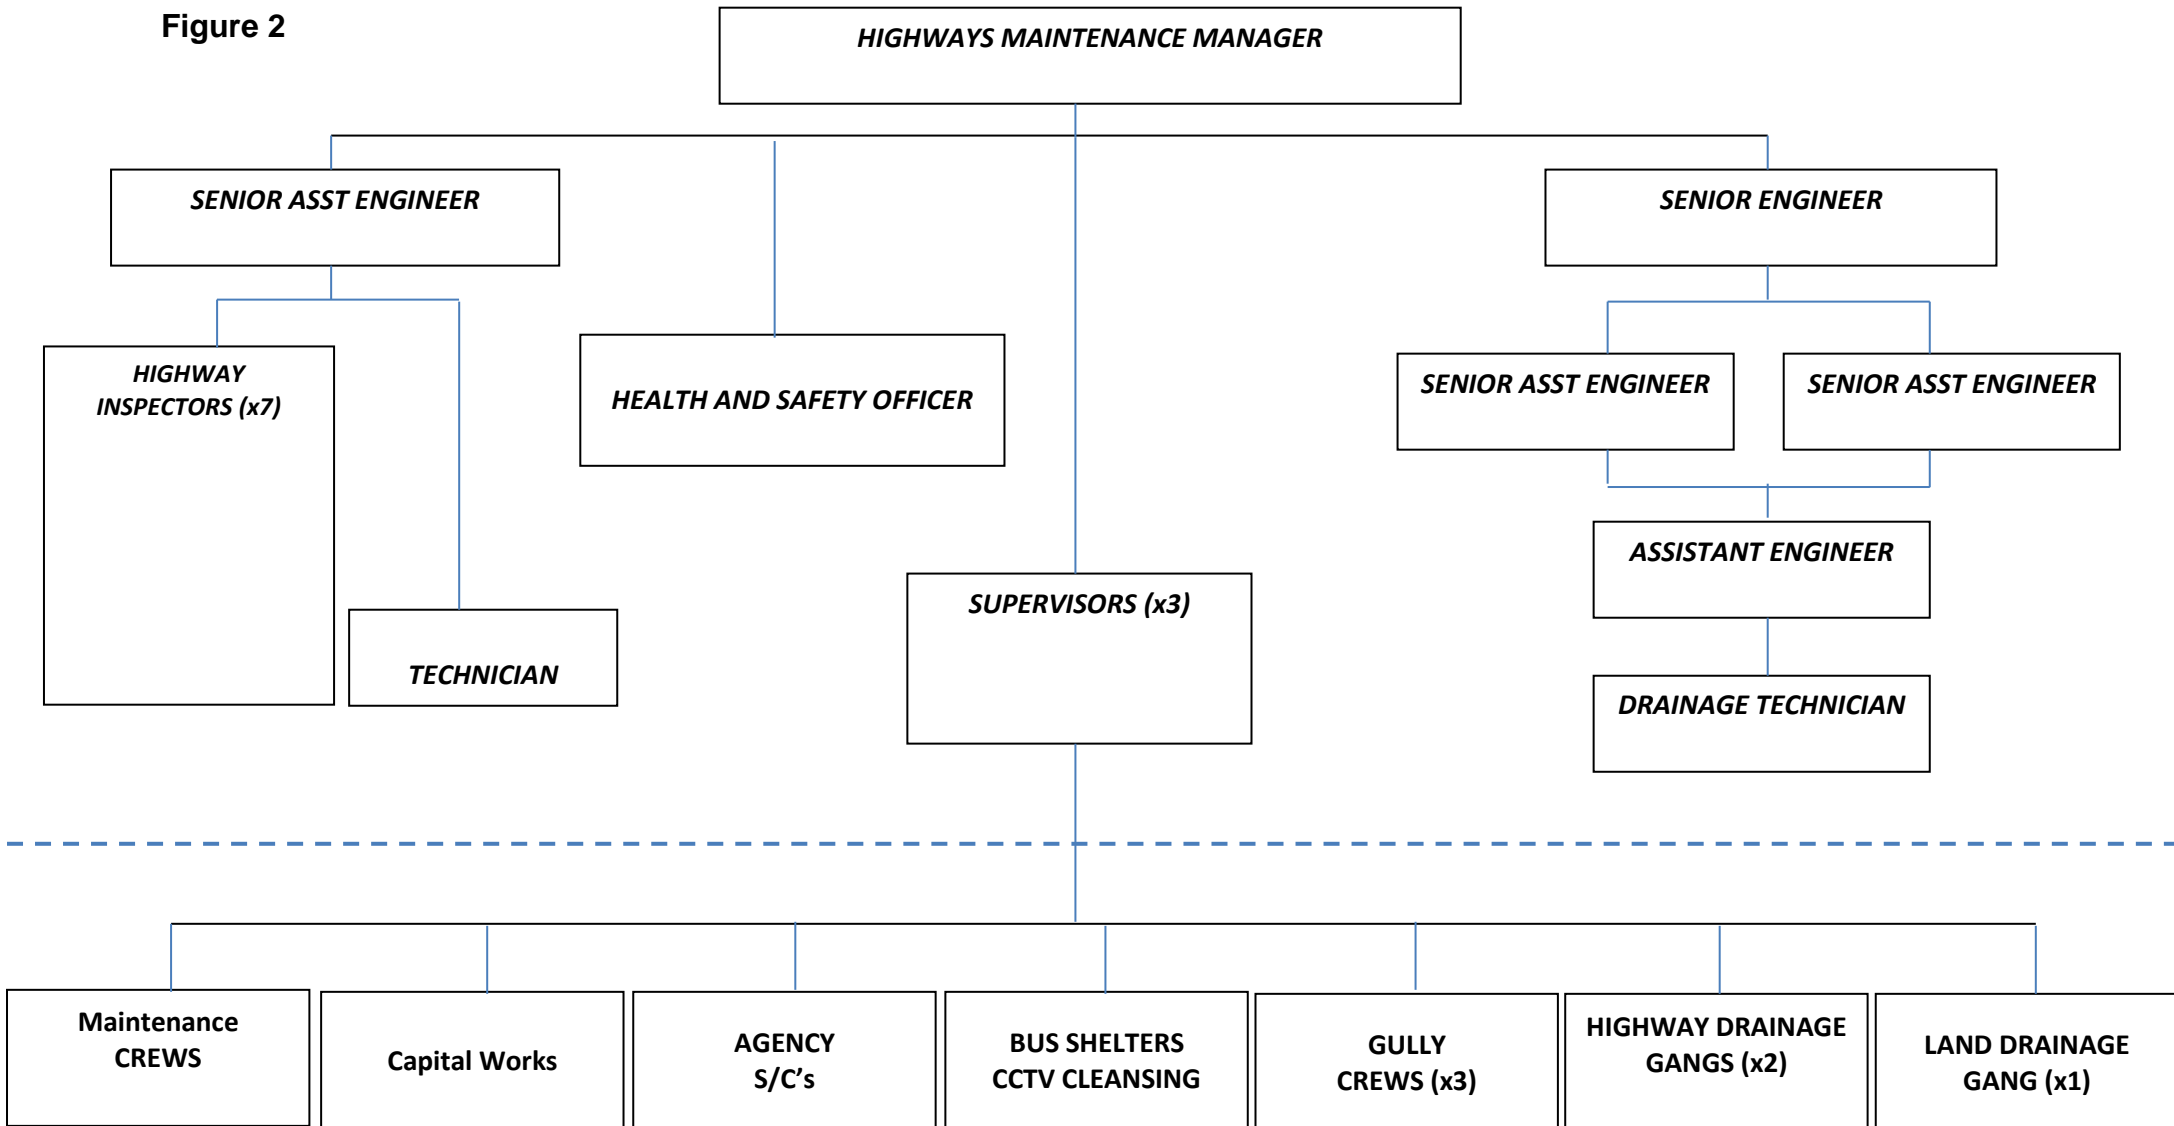 Figure 2
HIGHWAYS MAINTENANCE MANAGER
SENIOR ASST ENGINEER
SENIOR ENGINEER
HIGHWAY
INSPECTORS (x7)
HEALTH AND SAFETY OFFICER
SENIOR ASST ENGINEER
SENIOR ASST ENGINEER
ASSISTANT ENGINEER
SUPERVISORS (x3)
TECHNICIAN
DRAINAGE TECHNICIAN
Maintenance
CREWS
Capital Works
AGENCY
S/C's
BUS SHELTERS
CCTV CLEANSING
GULLY
CREWS (x3)
HIGHWAY DRAINAGE
GANGS (x2)
LAND DRAINAGE
GANG (x1)